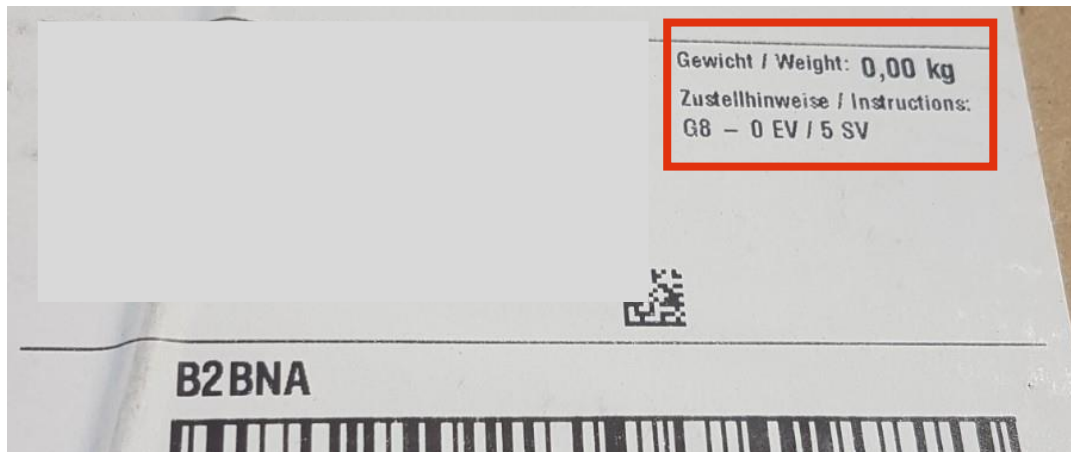 Gewicht / Weight: 0,00 kg
Zustellhinweise / Instructions:
G8 – 0 EV / 5 SV
B2BNA